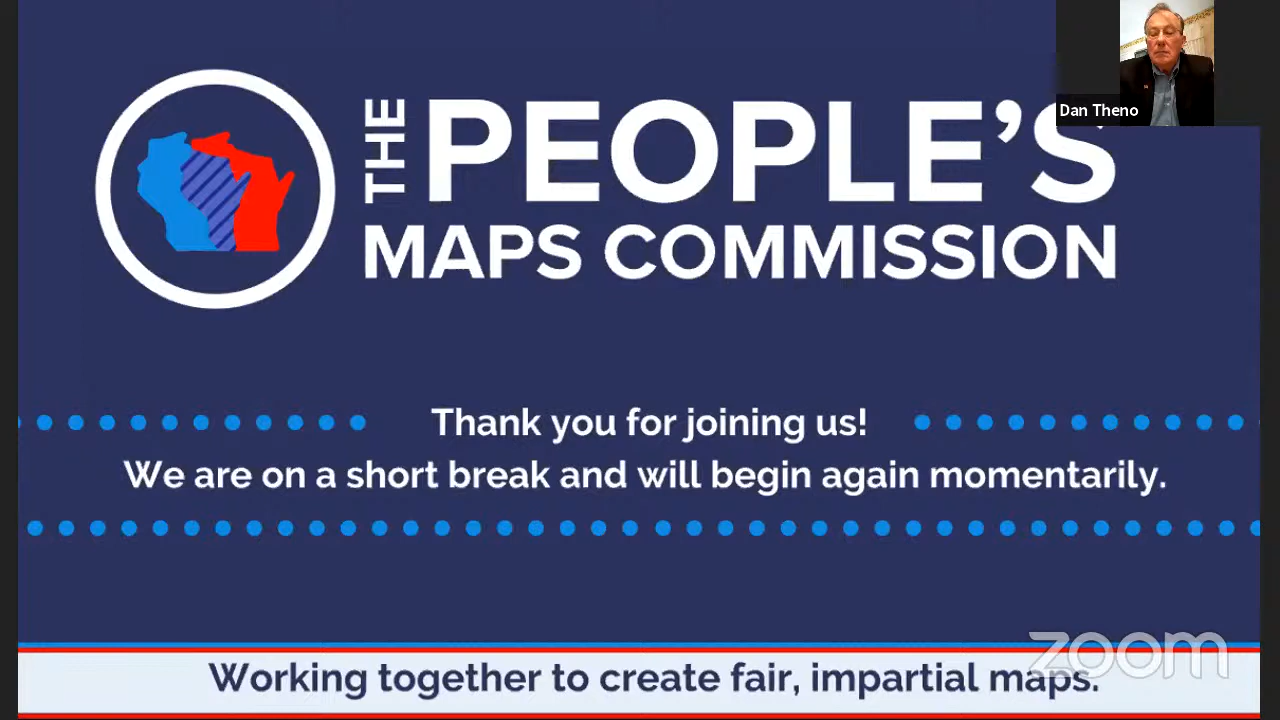 THE
PEOPLE'S
MAPS COMMISSION
Dan Theno
Thank you for joining us!
We are on a short break and will begin again momentarily.
zoom
Working together to create fair, impartial maps.